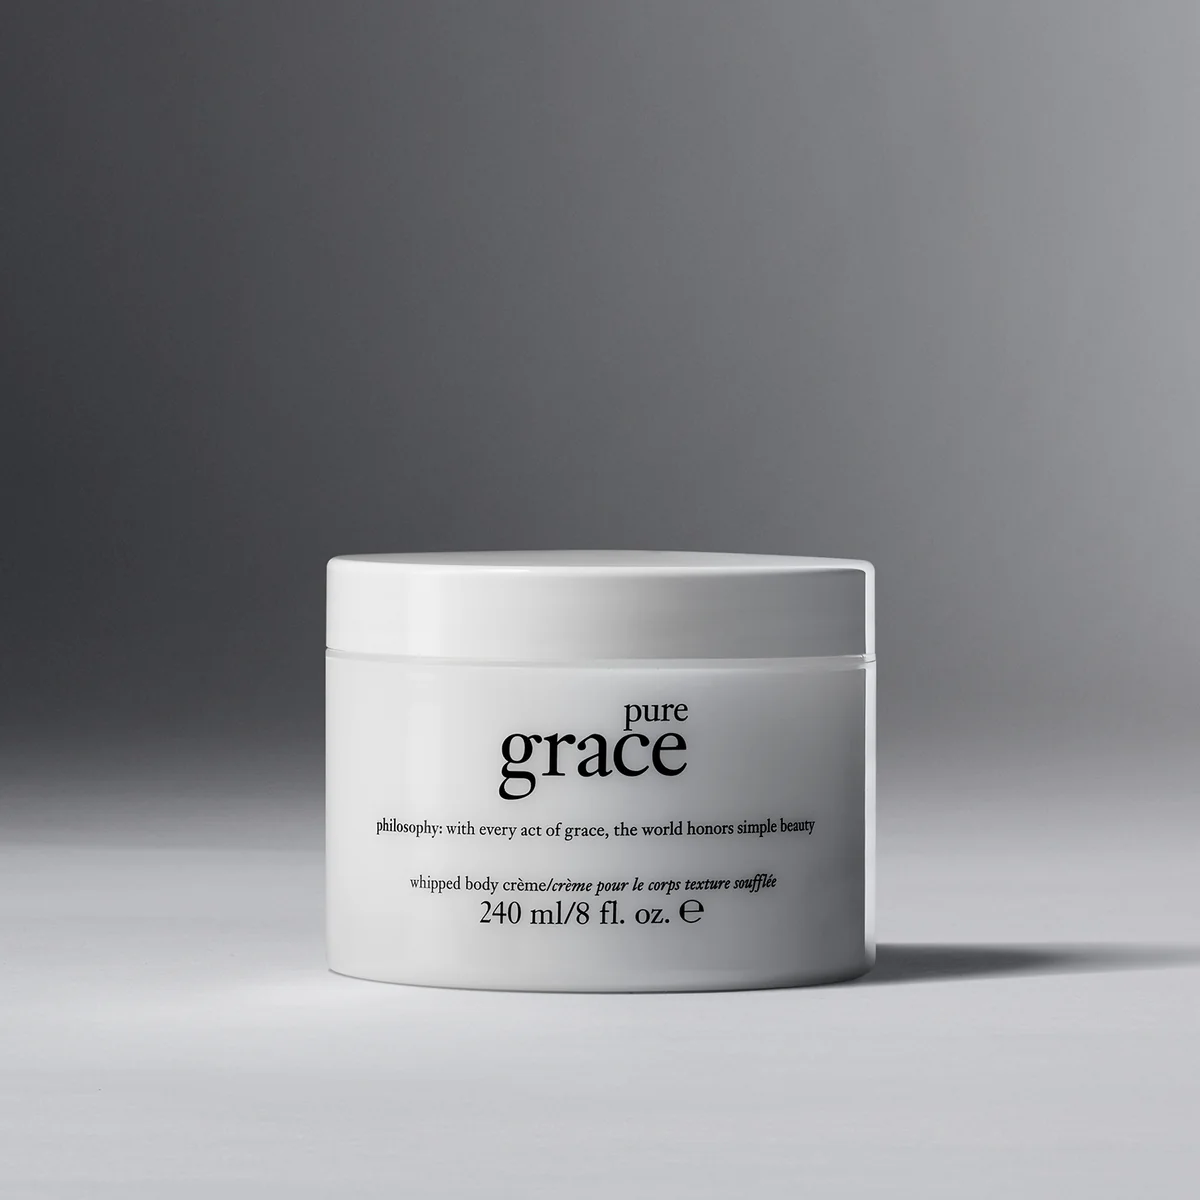 pure
grace
philosophy: with every act of grace, the world honors simple beauty
whipped body crème/crème pour le corps texture soufflée
240 ml/8 fl. oz. ℮